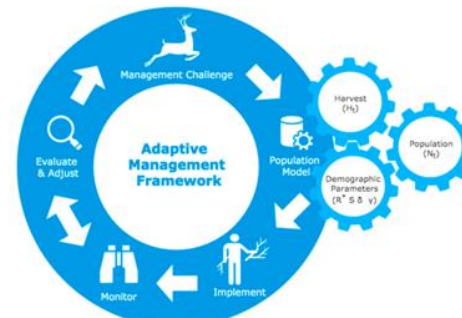 Management Challenge
Harvest
(Hₜ)
Adaptive
Management
Framework
Population
Model
Population
(Nₜ)
Evaluate
& Adjust
Demographic
Parameters
(R* S δ γ)
Monitor
Implement